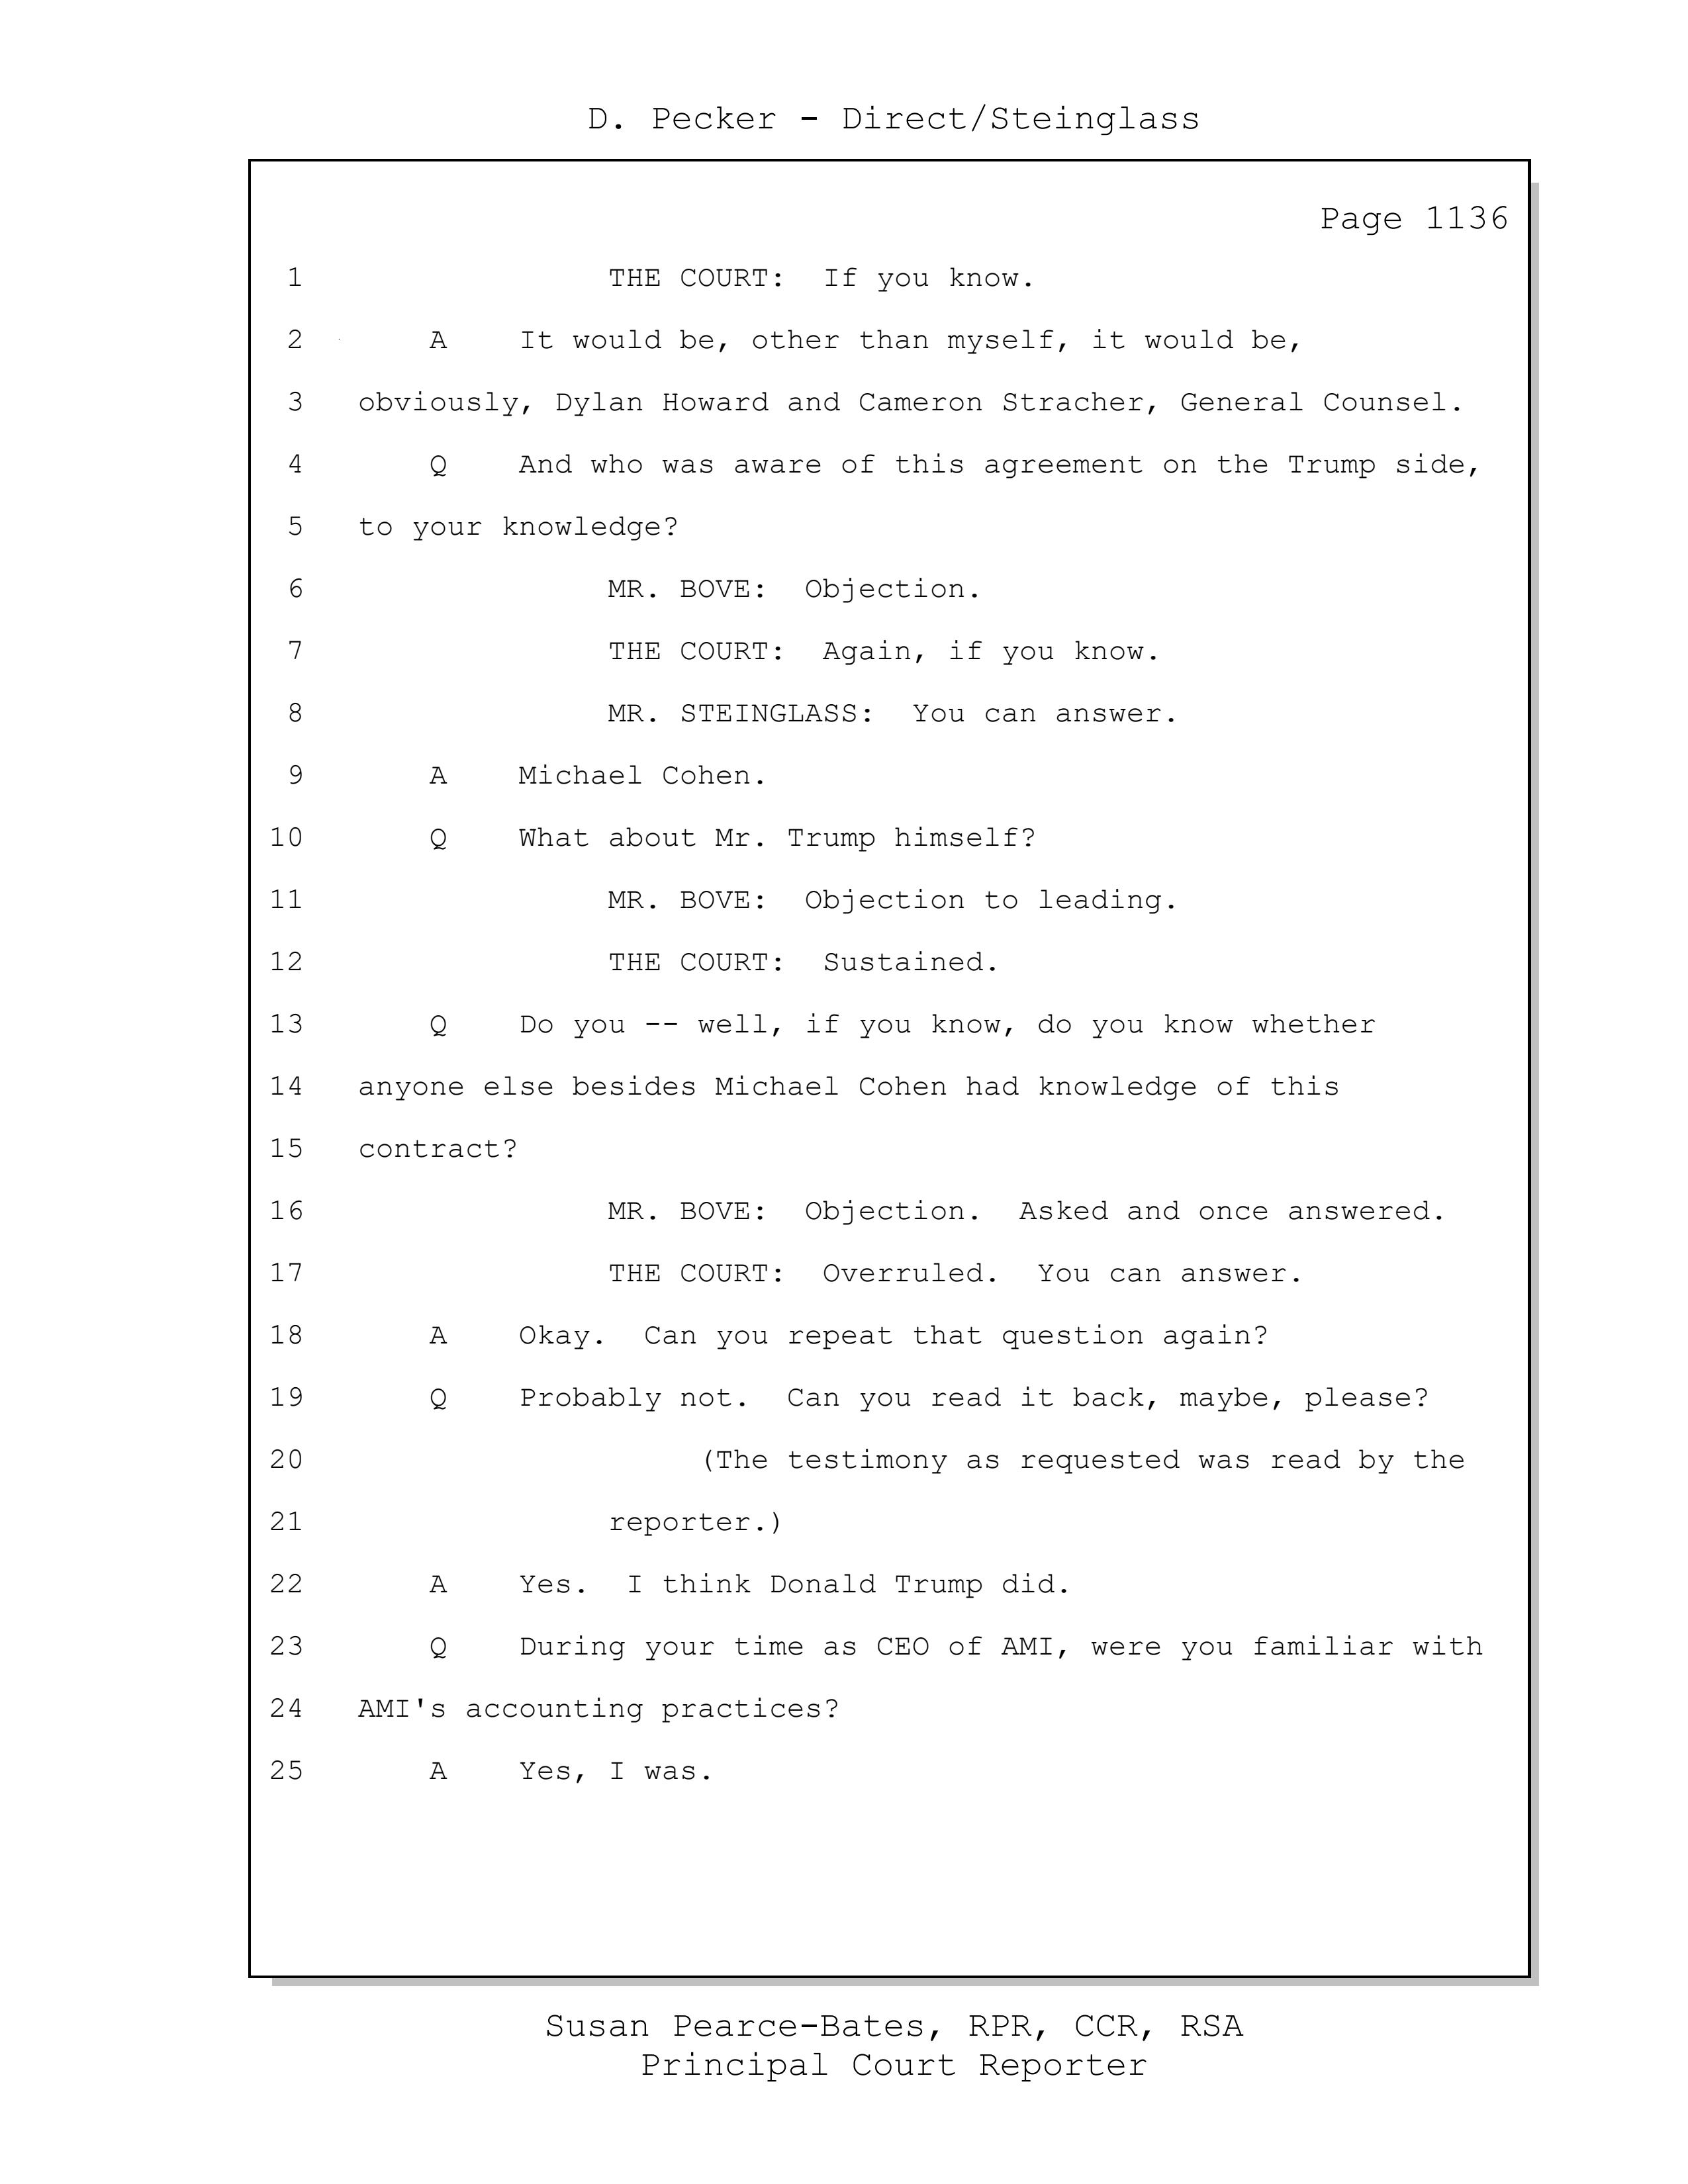 D. Pecker - Direct/Steinglass
Page 1136
1 THE COURT: If you know.
2 A It would be, other than myself, it would be,
3 obviously, Dylan Howard and Cameron Stracher, General Counsel.
4 Q And who was aware of this agreement on the Trump side,
5 to your knowledge?
6 MR. BOVE: Objection.
7 THE COURT: Again, if you know.
8 MR. STEINGLASS: You can answer.
9 A Michael Cohen.
10 Q What about Mr. Trump himself?
11 MR. BOVE: Objection to leading.
12 THE COURT: Sustained.
13 Q Do you -- well, if you know, do you know whether
14 anyone else besides Michael Cohen had knowledge of this
15 contract?
16 MR. BOVE: Objection. Asked and once answered.
17 THE COURT: Overruled. You can answer.
18 A Okay. Can you repeat that question again?
19 Q Probably not. Can you read it back, maybe, please?
20 (The testimony as requested was read by the
21 reporter.)
22 A Yes. I think Donald Trump did.
23 Q During your time as CEO of AMI, were you familiar with
24 AMI's accounting practices?
25 A Yes, I was.
Susan Pearce-Bates, RPR, CCR, RSA
Principal Court Reporter